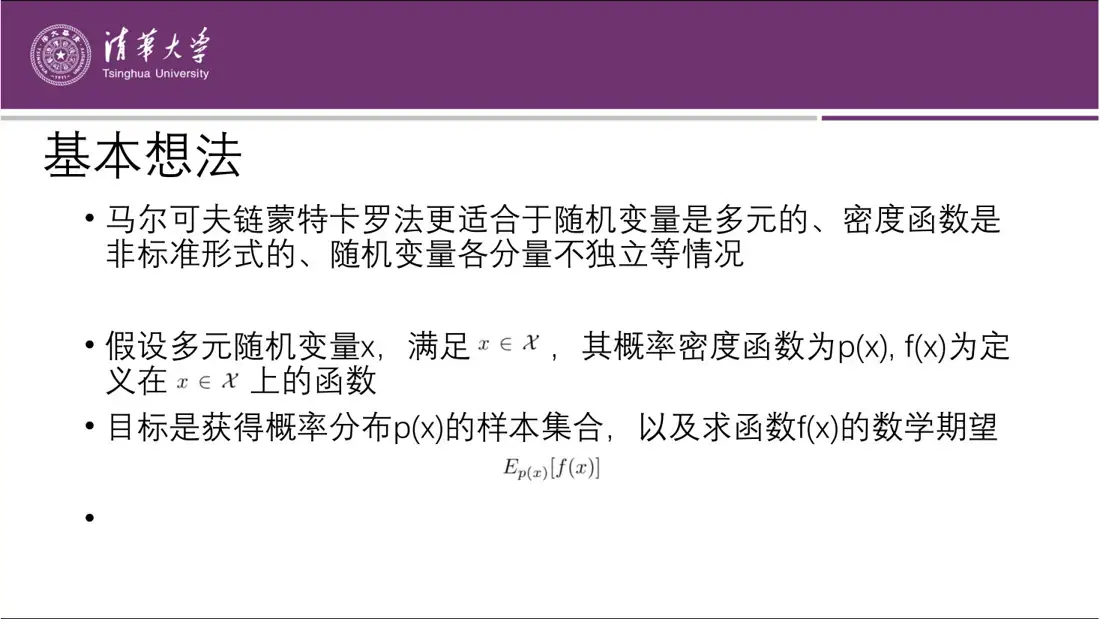 清华大学
Tsinghua University
基本想法
• 马尔可夫链蒙特卡罗法更适合于随机变量是多元的、密度函数是
非标准形式的、随机变量各分量不独立等情况
• 假设多元随机变量x，满足 x ∈ 𝒳 ，其概率密度函数为p(x), f(x)为定
义在 x ∈ 𝒳 上的函数
• 目标是获得概率分布p(x)的样本集合，以及求函数f(x)的数学期望
E_{p(x)}[f(x)]
•